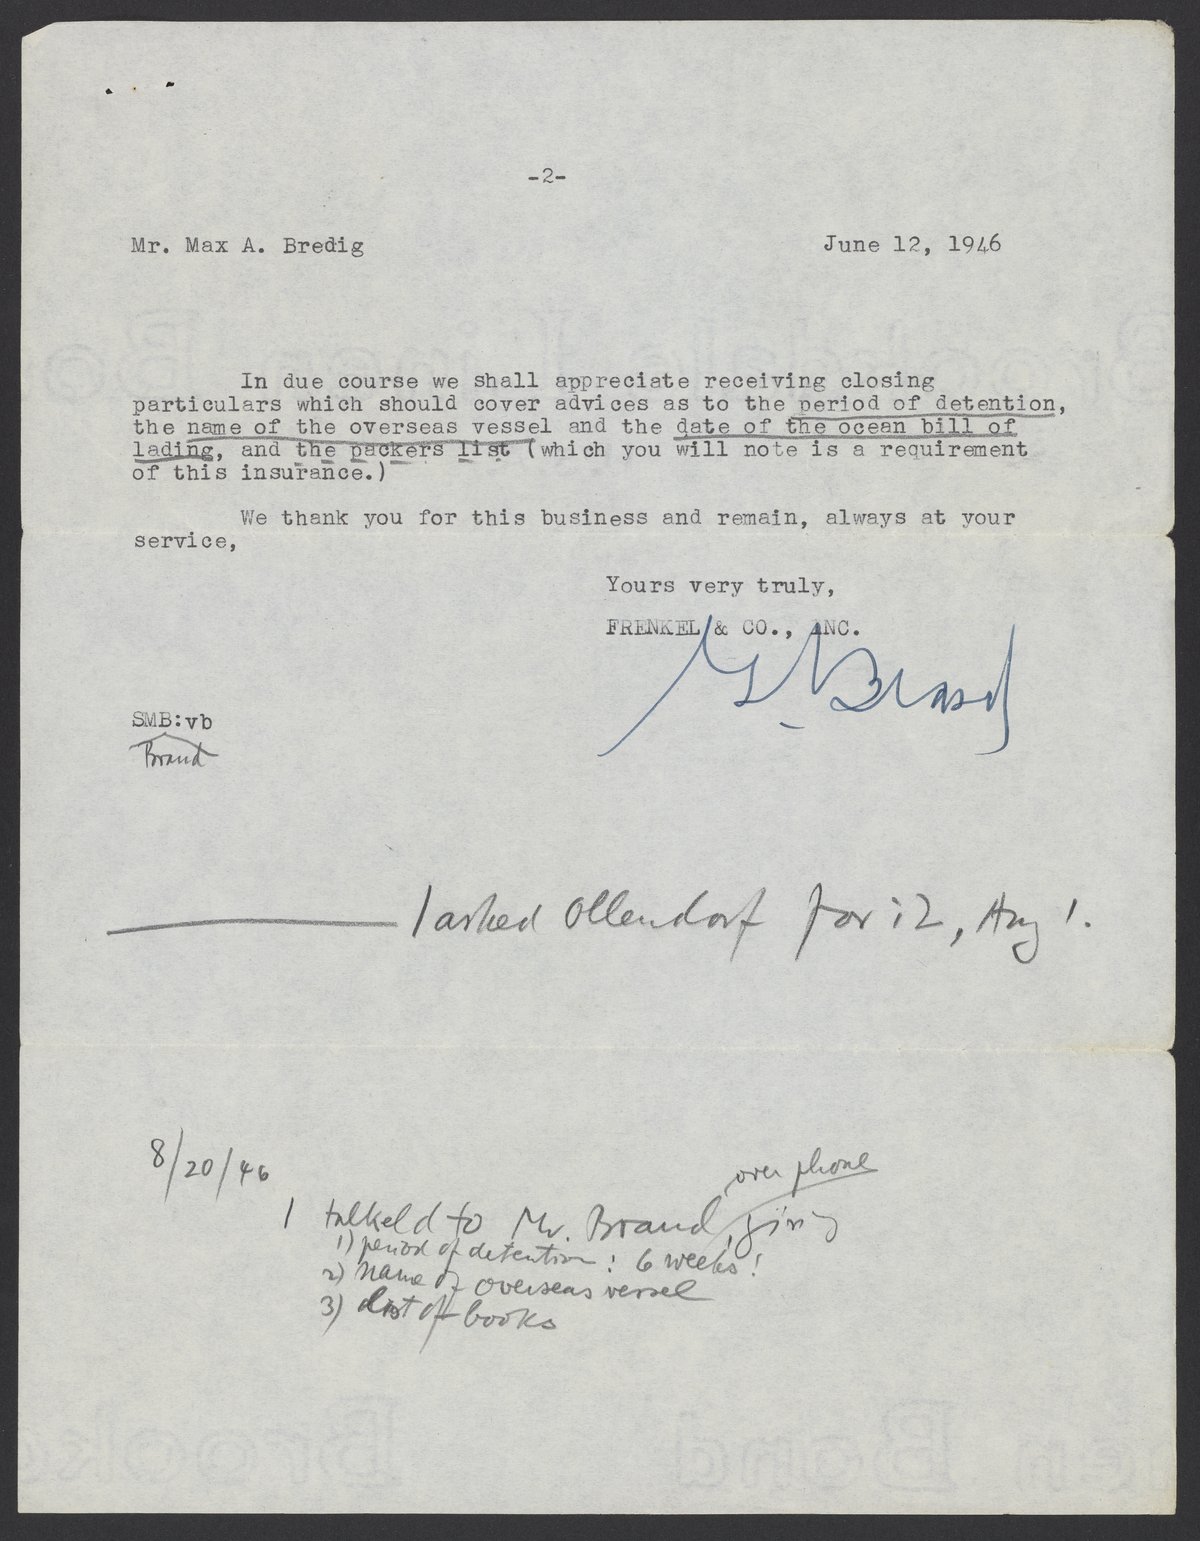 -2-
Mr. Max A. Bredig June 12, 1946
In due course we shall appreciate receiving closing
particulars which should cover advices as to the period of detention,
the name of the overseas vessel and the date of the ocean bill of
lading, and the packers list (which you will note is a requirement
of this insurance.)
We thank you for this business and remain, always at your
service,
Yours very truly,
FRENKEL & CO., INC.
Brand
SMB:vb
Brand
I asked Ollendorf for it, Aug 1.
8/20/46
over phone
I talked to Mr. Brand, giving
1) period of detention: 6 weeks!
2) name of overseas vessel
3) list of books